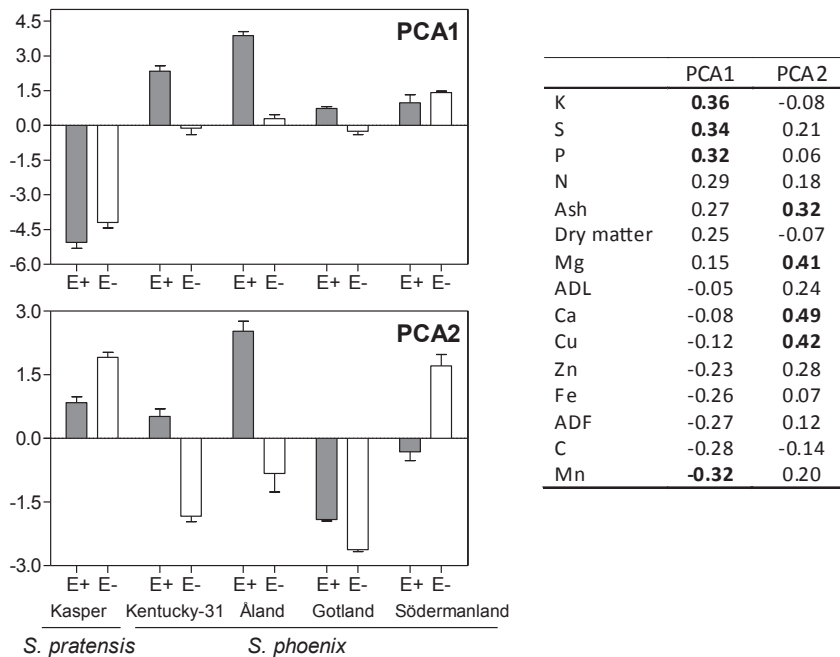 PCA1
4.5
3.0
1.5
0.0
-1.5
-3.0
-4.5
-6.0
E+ E- E+ E- E+ E- E+ E- E+ E-
PCA2
3.0
1.5
0.0
-1.5
-3.0
E+ E- E+ E- E+ E- E+ E- E+ E-
Kasper Kentucky-31 Åland Gotland Södermanland
S. pratensis S. phoenix
PCA1 PCA2
K 0.36 -0.08
S 0.34 0.21
P 0.32 0.06
N 0.29 0.18
Ash 0.27 0.32
Dry matter 0.25 -0.07
Mg 0.15 0.41
ADL -0.05 0.24
Ca -0.08 0.49
Cu -0.12 0.42
Zn -0.23 0.28
Fe -0.26 0.07
ADF -0.27 0.12
C -0.28 -0.14
Mn -0.32 0.20